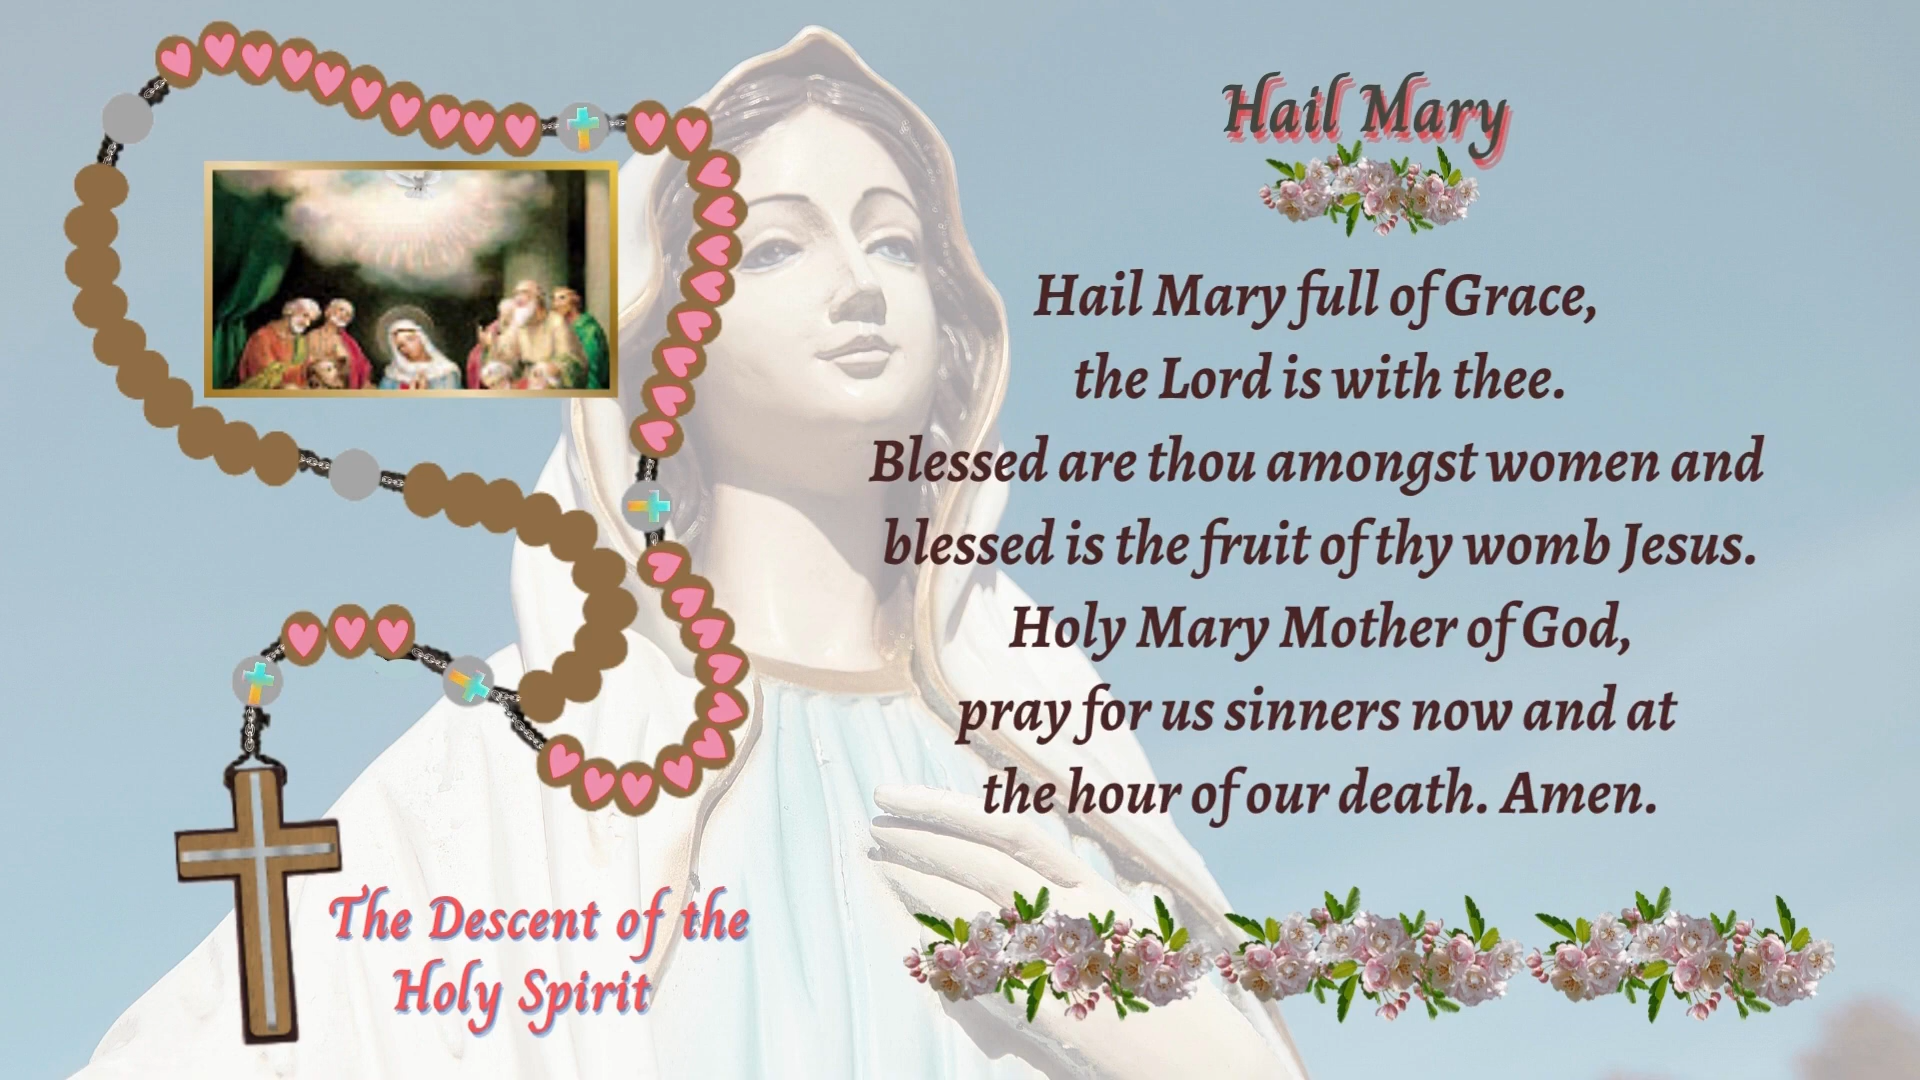 Hail Mary
Hail Mary full of Grace,
the Lord is with thee.
Blessed are thou amongst women and
blessed is the fruit of thy womb Jesus.
Holy Mary Mother of God,
pray for us sinners now and at
the hour of our death. Amen.
The Descent of the
Holy Spirit